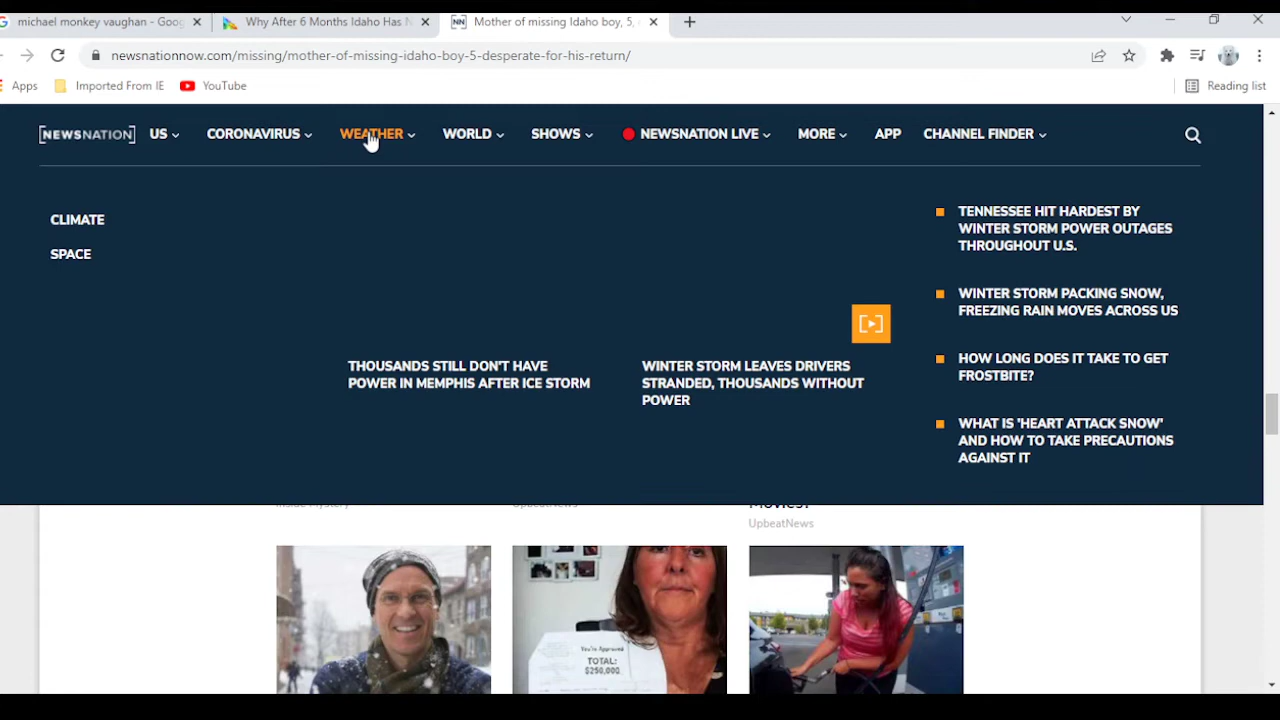 michael monkey vaughan - Goog
Why After 6 Months Idaho Has N
Mother of missing Idaho boy, 5,
newsnationnow.com/missing/mother-of-missing-idaho-boy-5-desperate-for-his-return/
Apps
Imported From IE
YouTube
Reading list
[NEWSNATION]
US
CORONAVIRUS
WEATHER
WORLD
SHOWS
NEWSNATION LIVE
MORE
APP
CHANNEL FINDER
CLIMATE
SPACE
THOUSANDS STILL DON'T HAVE
POWER IN MEMPHIS AFTER ICE STORM
WINTER STORM LEAVES DRIVERS
STRANDED, THOUSANDS WITHOUT
POWER
TENNESSEE HIT HARDEST BY
WINTER STORM POWER OUTAGES
THROUGHOUT U.S.
WINTER STORM PACKING SNOW,
FREEZING RAIN MOVES ACROSS US
HOW LONG DOES IT TAKE TO GET
FROSTBITE?
WHAT IS 'HEART ATTACK SNOW'
AND HOW TO TAKE PRECAUTIONS
AGAINST IT
Inside Mystery
UpbeatNews
Movies?
UpbeatNews
You're Approved
TOTAL:
$250,000